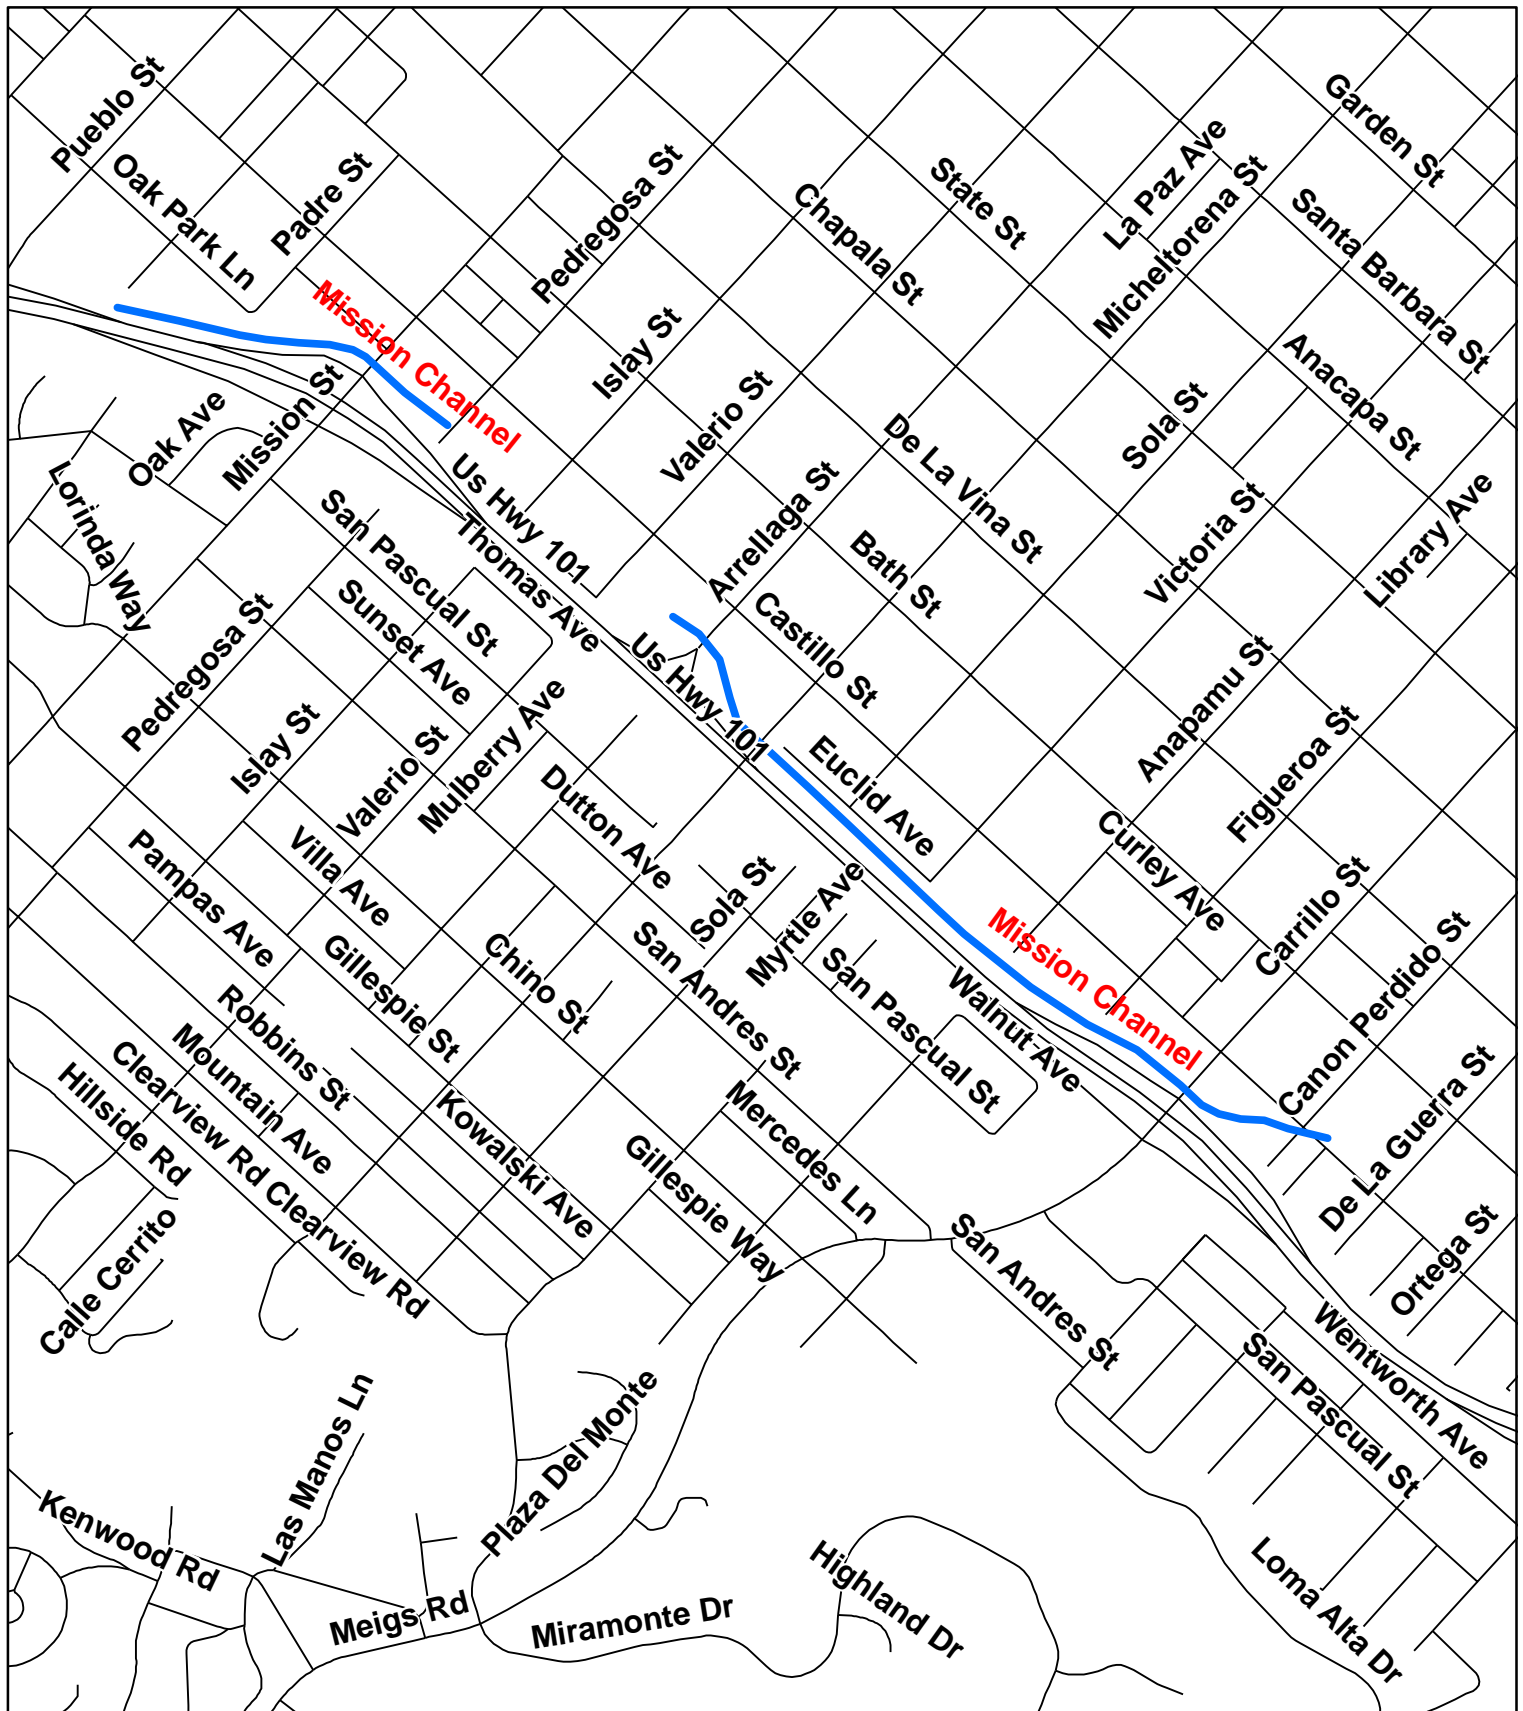 Pueblo St
Garden St
Oak Park Ln
Padre St
Pedregosa St
Chapala St
State St
La Paz Ave
Micheltorena St
Santa Barbara St
Mission Channel
Islay St
Valerio St
Anacapa St
Sola St
Oak Ave
Mission St
De La Vina St
Lorinda Way
San Pascual St
Us Hwy 101
Thomas Ave
Arrellaga St
Bath St
Victoria St
Library Ave
Sunset Ave
Castillo St
Pedregosa St
Us Hwy 101
Anapamu St
Islay St
Valerio St
Mulberry Ave
Figueroa St
Euclid Ave
Dutton Ave
Curley Ave
Pampas Ave
Villa Ave
Sola St
Myrtle Ave
Carrillo St
Gillespie St
Chino St
San Andres St
San Pascual St
Walnut Ave
Mission Channel
Canon Perdido St
Robbins St
Mountain Ave
Clearview Rd
Clearview Rd
Hillside Rd
Kowalski Ave
Mercedes Ln
Gillespie Way
De La Guerra St
Calle Cerrito
San Andres St
Ortega St
Wentworth Ave
San Pascual St
Las Manos Ln
Plaza Del Monte
Kenwood Rd
Meigs Rd
Miramonte Dr
Highland Dr
Loma Alta Dr